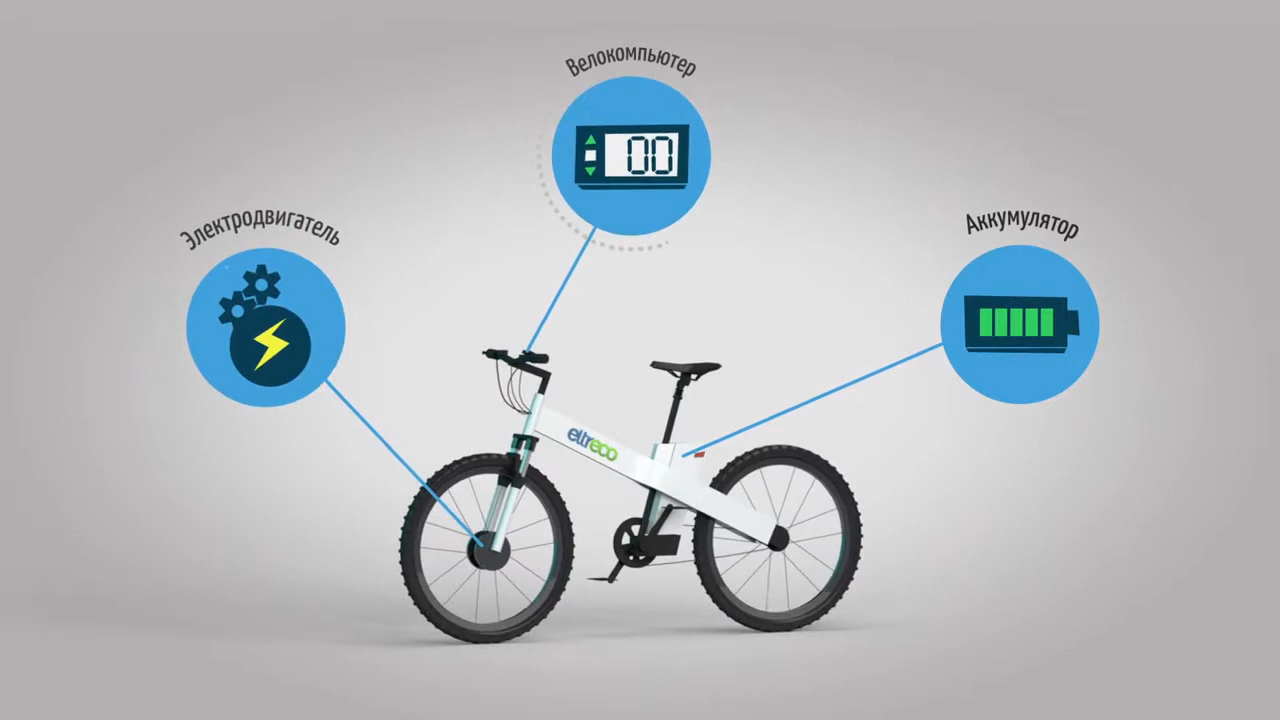 Велокомпьютер
00
Электродвигатель
Аккумулятор
eltreco